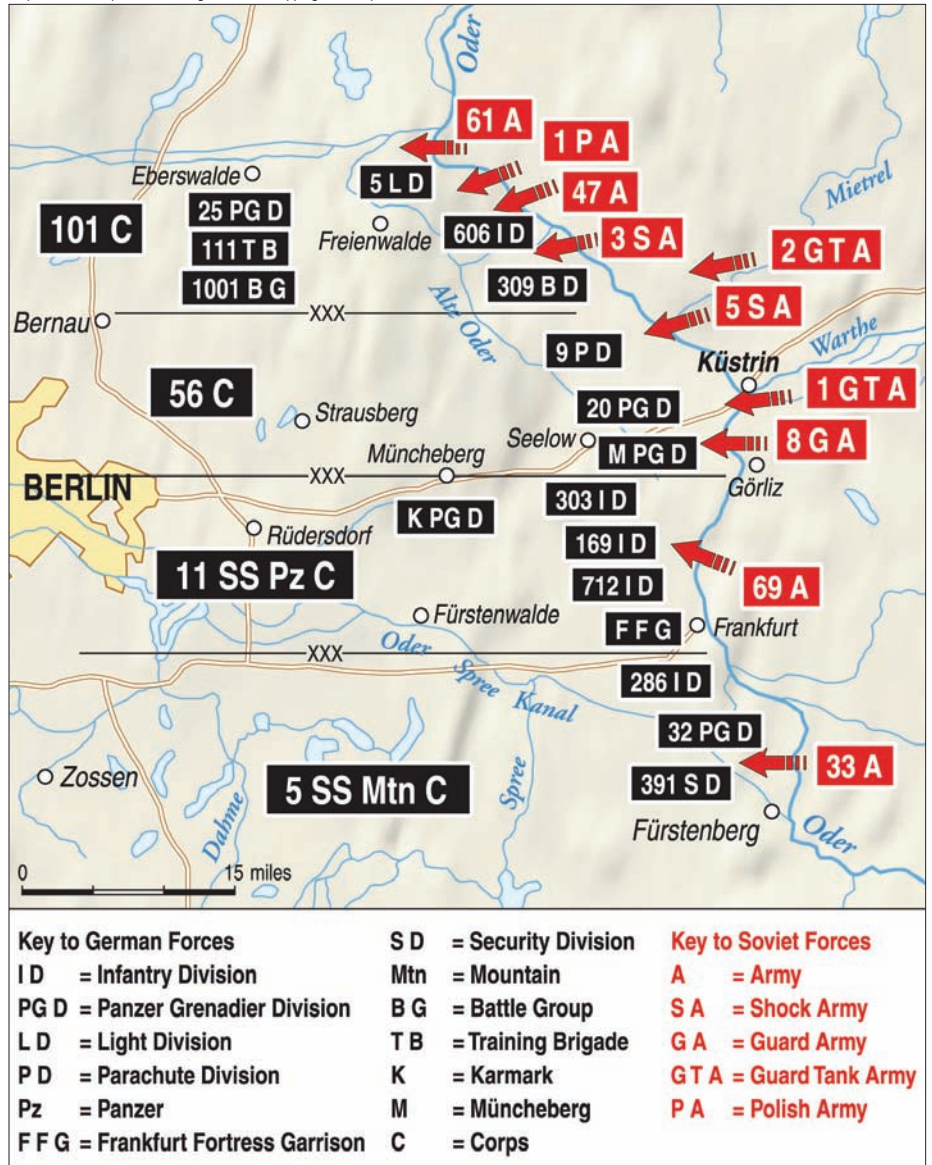 Oder
61 A
1 P A
Eberswalde
5 L D
47 A
Mietrel
25 PG D
101 C
Freienwalde
606 I D
3 S A
2 G T A
111 T B
1001 B G
309 B D
Alte Oder
XXX
5 S A
Bernau
Warthe
9 P D
Küstrin
56 C
1 G T A
Strausberg
20 PG D
Seelow
8 G A
Müncheberg
M PG D
XXX
BERLIN
Görliz
303 I D
K PG D
Rüdersdorf
169 I D
11 SS Pz C
712 I D
69 A
Fürstenwalde
F F G
Frankfurt
Oder Spree Kanal
XXX
286 I D
32 PG D
Zossen
5 SS Mtn C
Spree
33 A
391 S D
Dahme
Fürstenberg
Oder
0 15 miles
Key to German Forces
I D = Infantry Division
PG D = Panzer Grenadier Division
L D = Light Division
P D = Parachute Division
Pz = Panzer
F F G = Frankfurt Fortress Garrison
S D = Security Division
Mtn = Mountain
B G = Battle Group
T B = Training Brigade
K = Karmark
M = Müncheberg
C = Corps
Key to Soviet Forces
A = Army
S A = Shock Army
G A = Guard Army
G T A = Guard Tank Army
P A = Polish Army